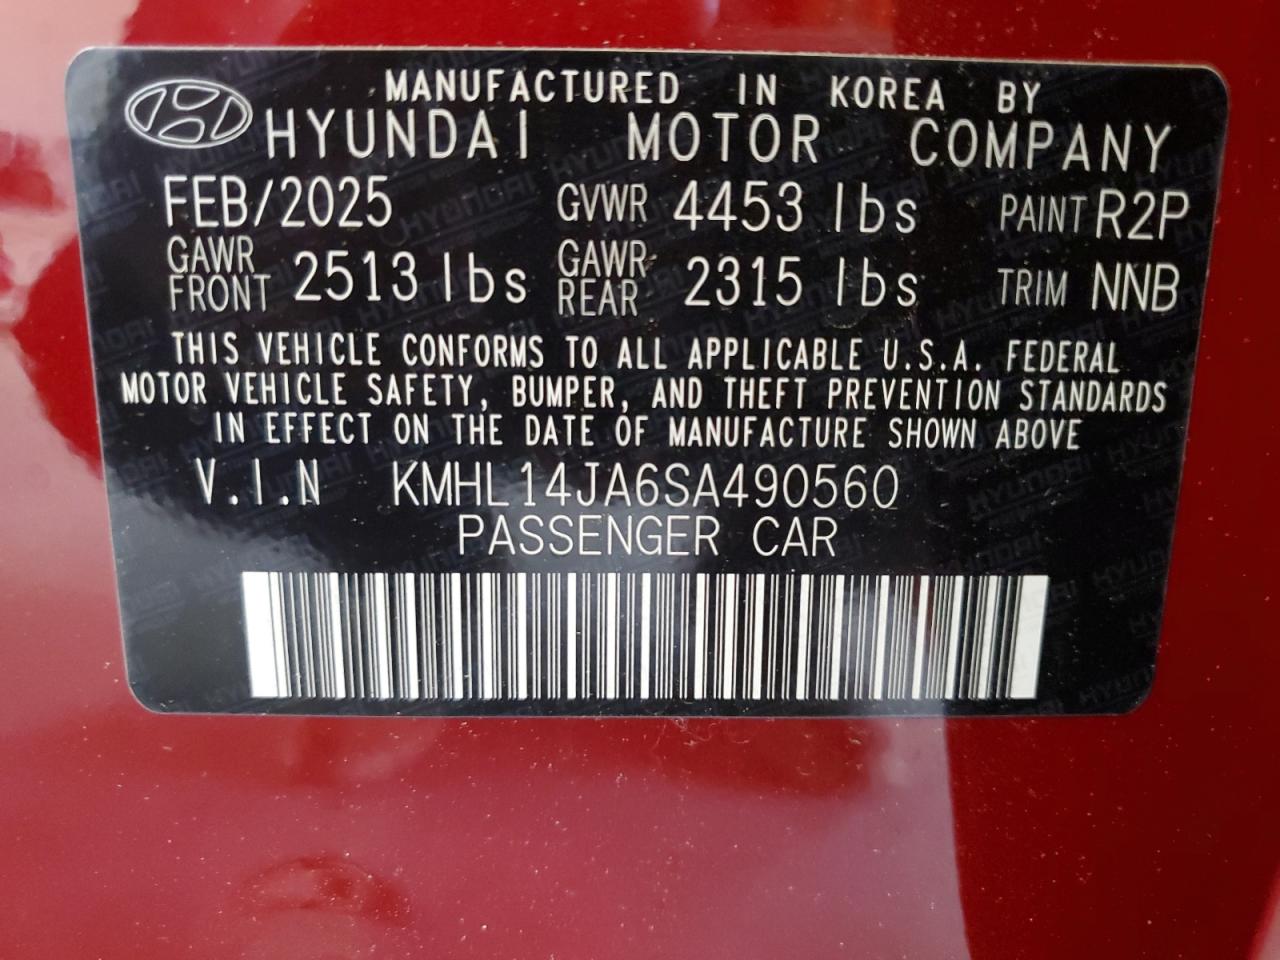 MANUFACTURED IN KOREA BY
HYUNDAI MOTOR COMPANY
FEB/2025 GVWR 4453 lbs PAINT R2P
GAWR FRONT 2513 lbs GAWR REAR 2315 lbs TRIM NNB
THIS VEHICLE CONFORMS TO ALL APPLICABLE U.S.A. FEDERAL
MOTOR VEHICLE SAFETY, BUMPER, AND THEFT PREVENTION STANDARDS
IN EFFECT ON THE DATE OF MANUFACTURE SHOWN ABOVE
V.I.N KMHL14JA6SA490560
PASSENGER CAR